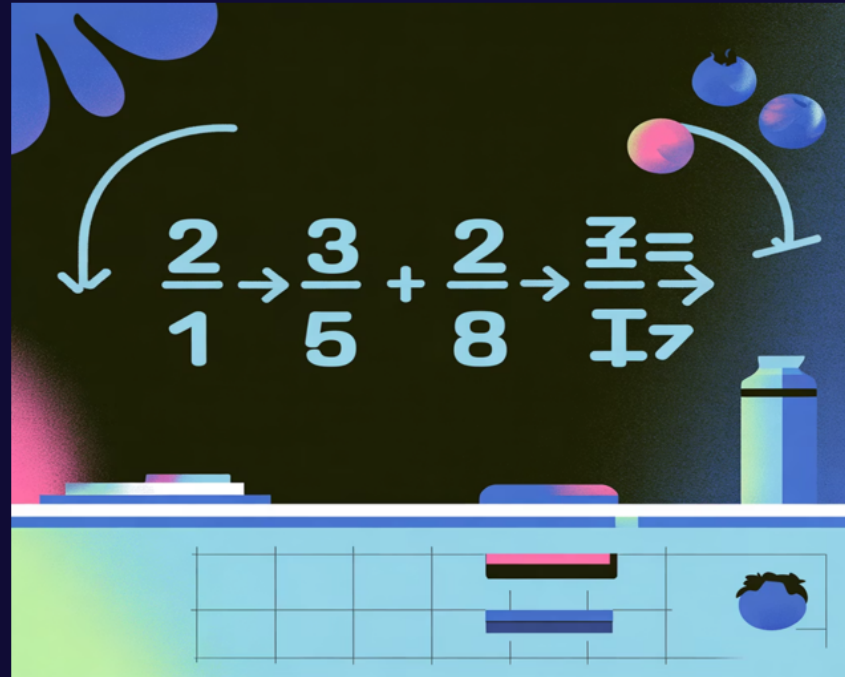 2/1 → 3/5 + 2/8 →